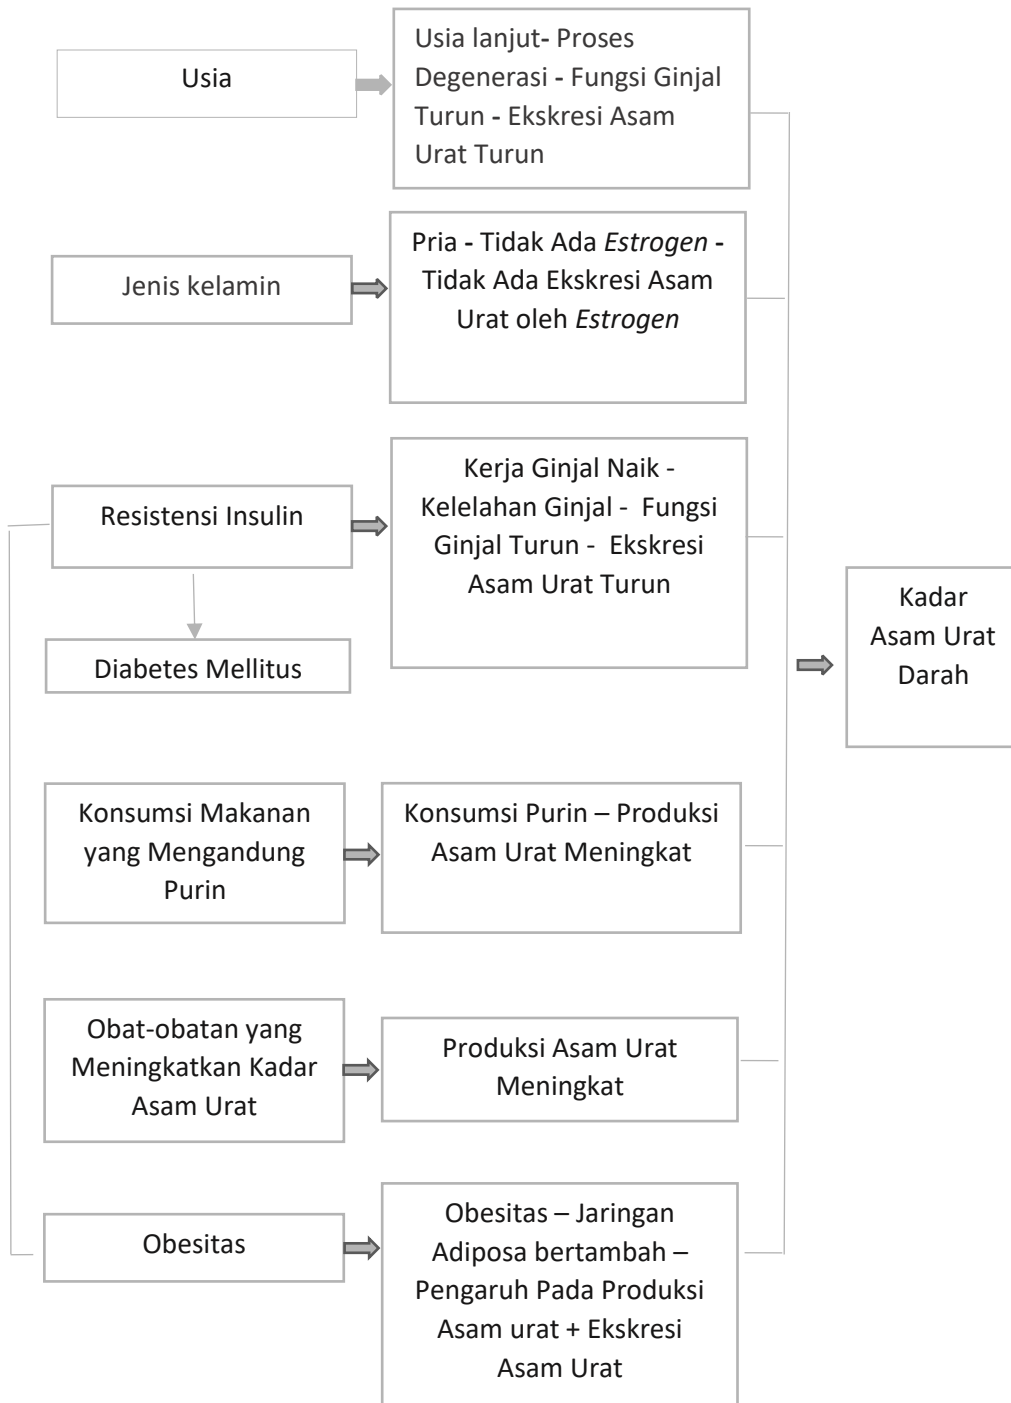 Usia
Usia lanjut- Proses
Degenerasi - Fungsi Ginjal
Turun - Ekskresi Asam
Urat Turun
Jenis kelamin
Pria - Tidak Ada Estrogen -
Tidak Ada Ekskresi Asam
Urat oleh Estrogen
Resistensi Insulin
Kerja Ginjal Naik -
Kelelahan Ginjal -  Fungsi
Ginjal Turun -  Ekskresi
Asam Urat Turun
Diabetes Mellitus
Kadar
Asam Urat
Darah
Konsumsi Makanan
yang Mengandung
Purin
Konsumsi Purin – Produksi
Asam Urat Meningkat
Obat-obatan yang
Meningkatkan Kadar
Asam Urat
Produksi Asam Urat
Meningkat
Obesitas
Obesitas – Jaringan
Adiposa bertambah –
Pengaruh Pada Produksi
Asam urat + Ekskresi
Asam Urat